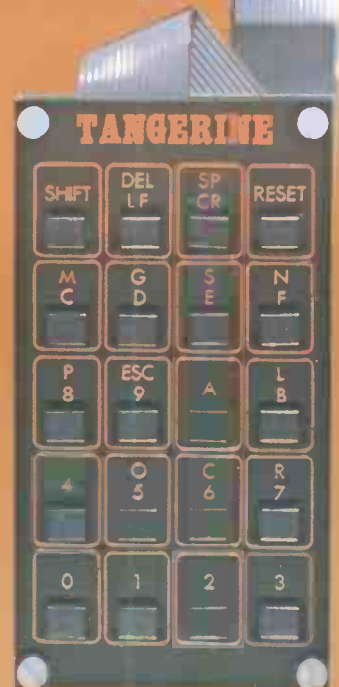 TANGERINE
SHIFT DEL SP RESET
LF CR
M G S N
C D E F
P ESC A L
8 9 B
4 O C R
5 6 7
0 1 2 3